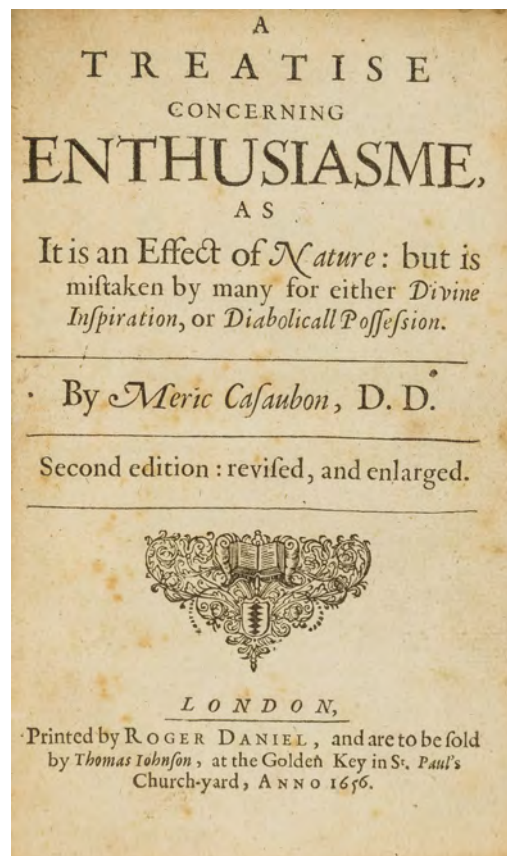 A
TREATISE
CONCERNING
ENTHUSIASME,
AS
It is an Effect of Nature: but is
miſtaken by many for either Divine
Inſpiration, or Diabolicall Poſſeſsion.
By Meric Caſaubon, D. D.
Second edition: reviſed, and enlarged.
LONDON,
Printed by ROGER DANIEL, and are to be ſold
by Thomas Iohnſon, at the Golden Key in St. Paul's
Church-yard, ANNO 1656.